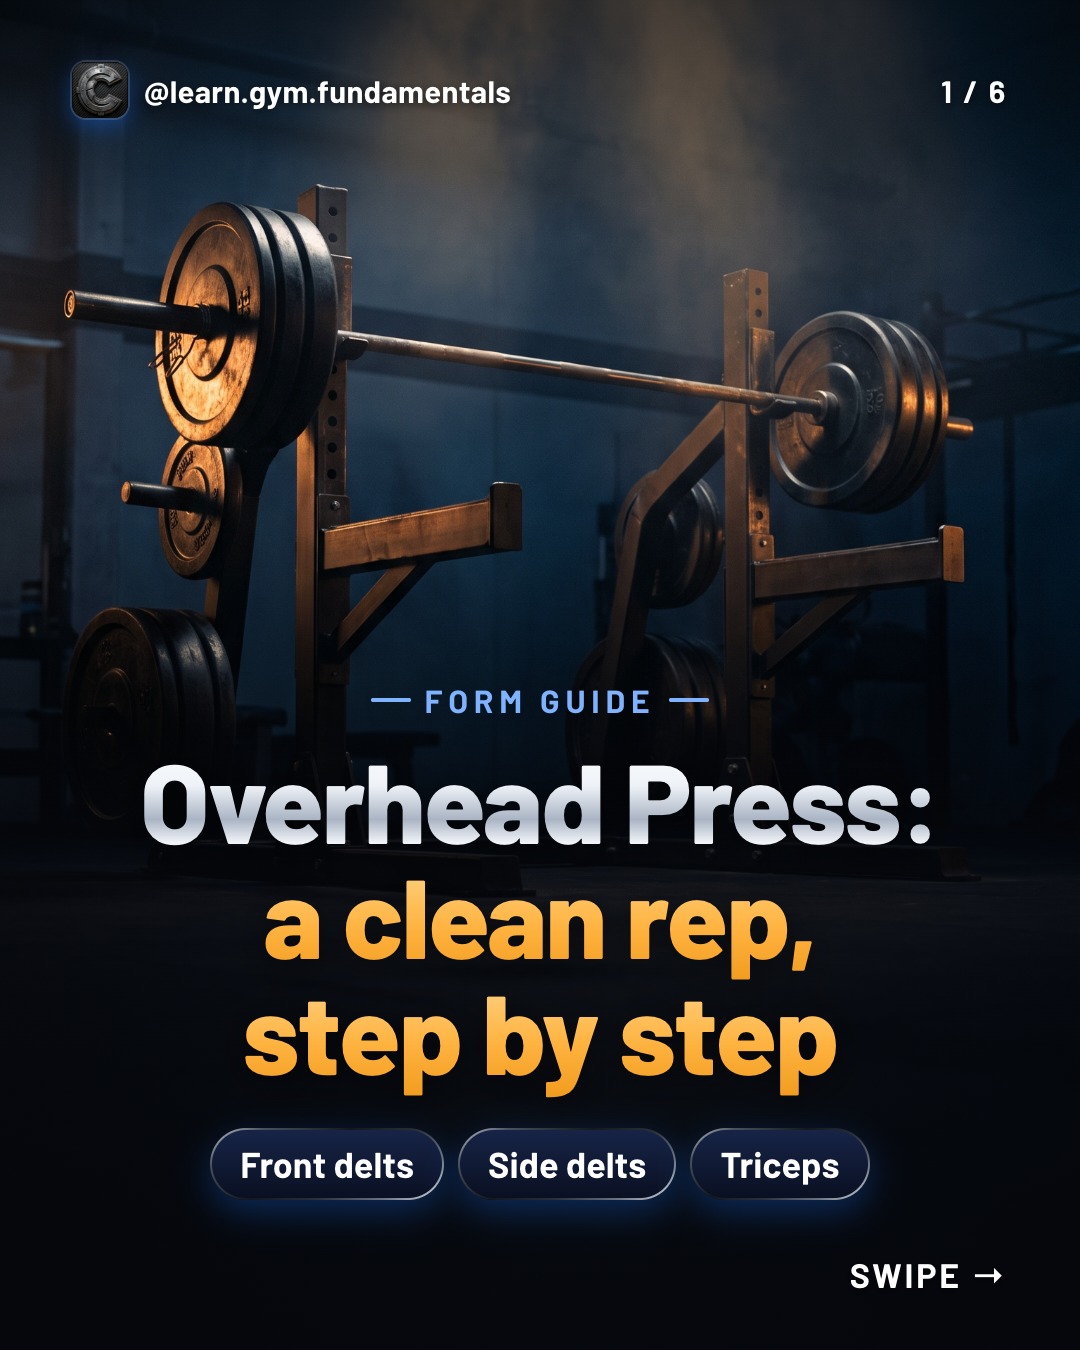 @learn.gym.fundamentals
1 / 6
FORM GUIDE
Overhead Press:
a clean rep,
step by step
Front delts
Side delts
Triceps
SWIPE →